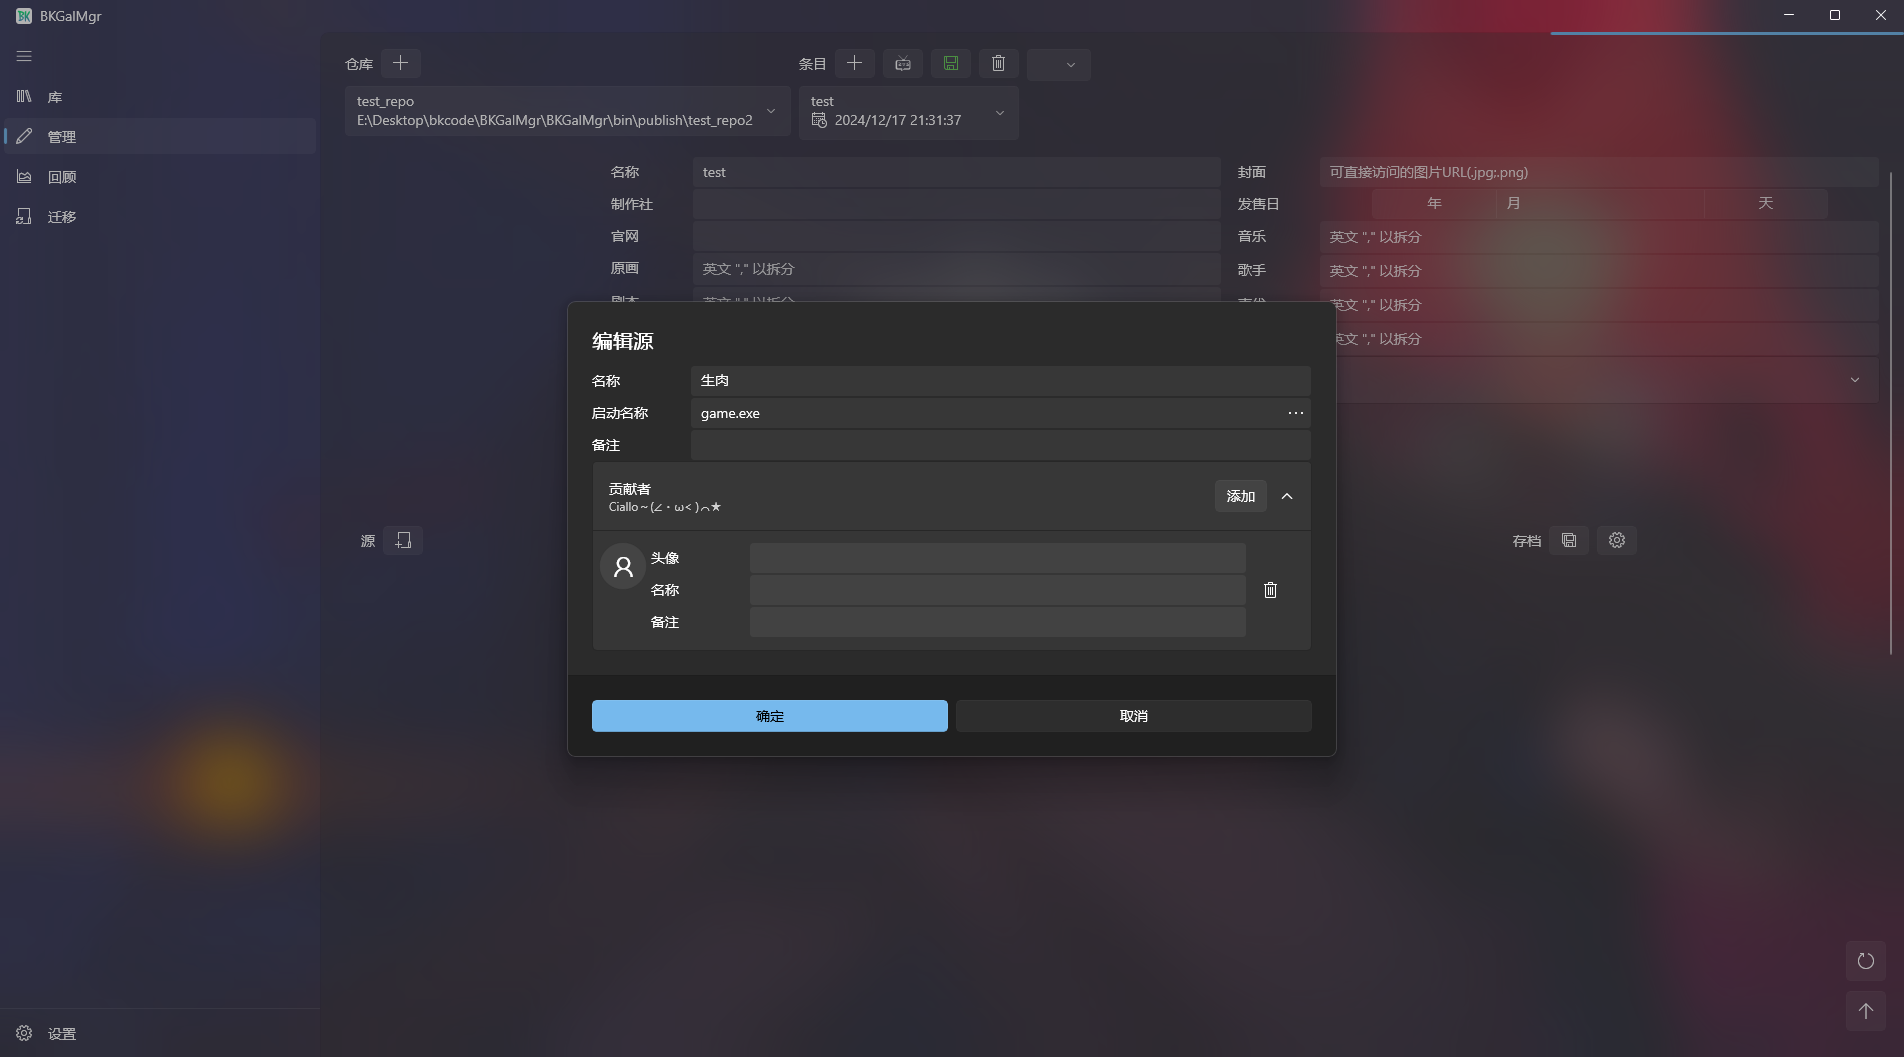 BKGalMgr
库
管理
回顾
迁移
设置
仓库
条目
test_repo
E:\Desktop\bkcode\BKGalMgr\BKGalMgr\bin\publish\test_repo2
test
2024/12/17 21:31:37
名称
test
封面
可直接访问的图片URL(.jpg;.png)
制作社
发售日
年
月
天
官网
音乐
英文 "," 以拆分
原画
英文 "," 以拆分
歌手
英文 "," 以拆分
英文 "," 以拆分
英文 "," 以拆分
英文 "," 以拆分
编辑源
名称
生肉
启动名称
game.exe
备注
贡献者
Ciallo～(∠・ω< )⌒★
添加
头像
名称
备注
确定
取消
源
存档